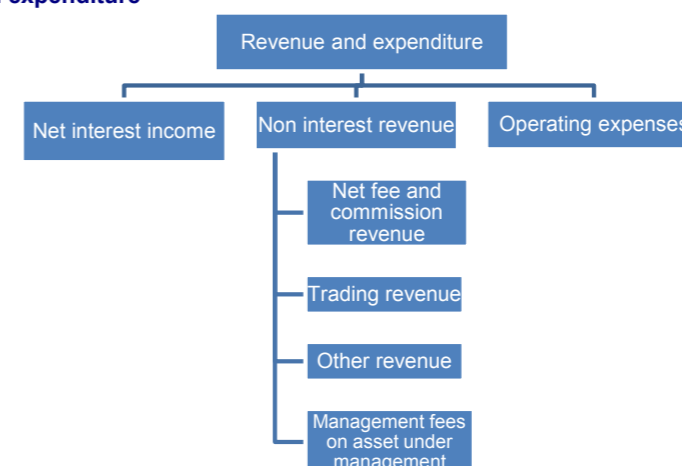 expenditure
Revenue and expenditure
Net interest income
Non interest revenue
Operating expenses
Net fee and
commission
revenue
Trading revenue
Other revenue
Management fees
on asset under
management